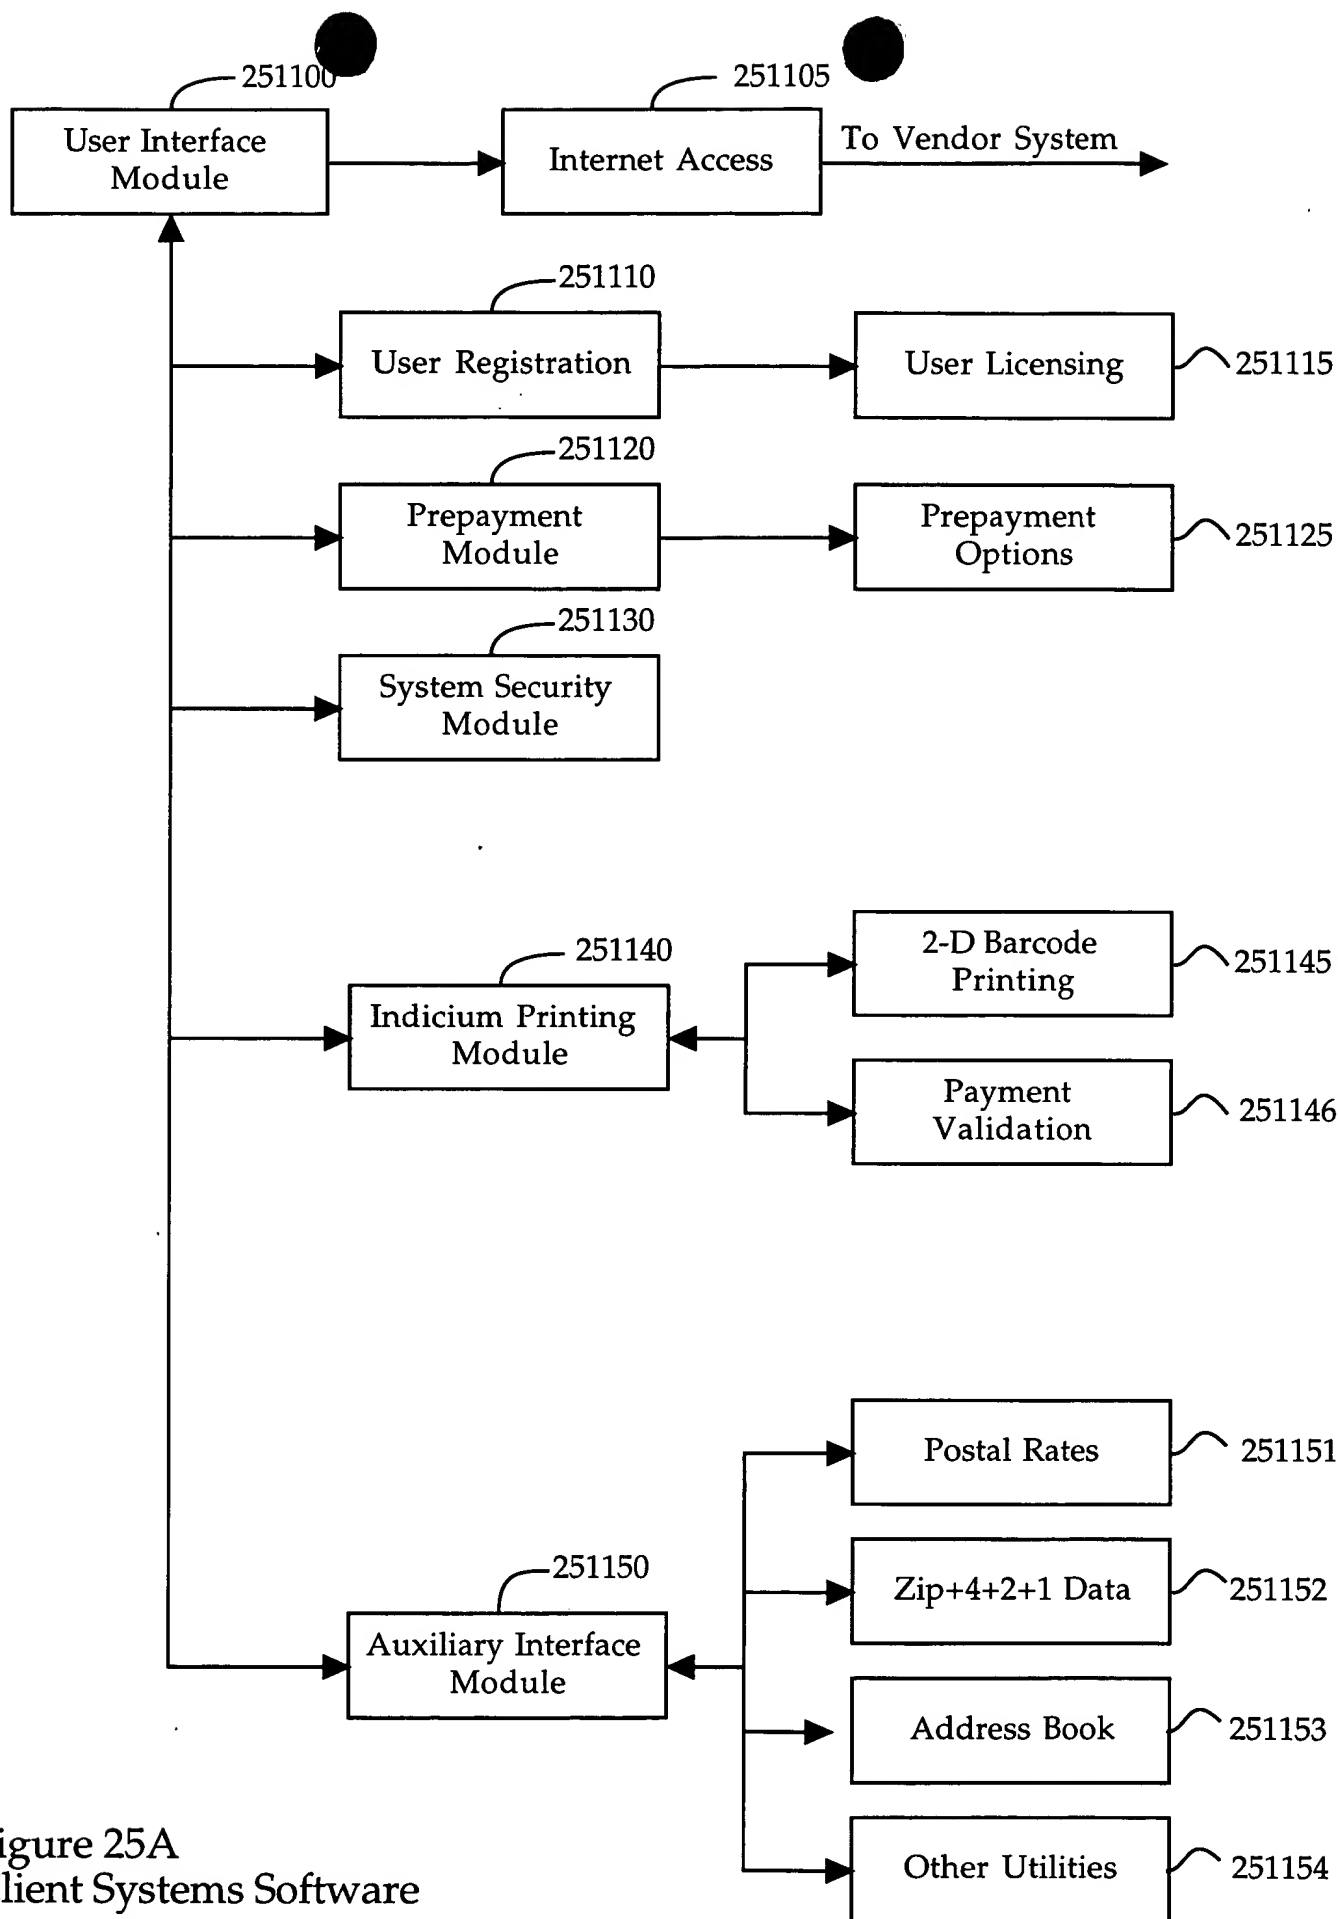 251100
251105
User Interface
Module
Internet Access
To Vendor System
251110
User Registration
User Licensing
251115
251120
Prepayment
Module
Prepayment
Options
251125
251130
System Security
Module
251140
Indicium Printing
Module
2-D Barcode
Printing
251145
Payment
Validation
251146
Postal Rates
251151
251150
Auxiliary Interface
Module
Zip+4+2+1 Data
251152
Address Book
251153
Other Utilities
251154
igure 25A
lient Systems Software